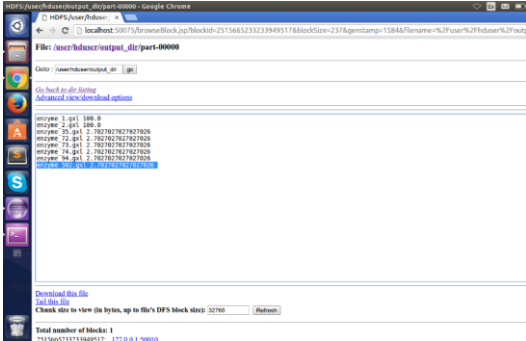 HDFS:/user/hduser/output_dir/part-00000 - Google Chrome
HDFS:/user/hduser/
localhost:50075/browseBlock.jsp?blockId=2515665233233949517&blockSize=237&genstamp=1584&filename=%2Fuser%2Fhduser%2Foutp
File: /user/hduser/output_dir/part-00000
Goto : /user/hduser/output_dir go
Go back to dir listing
Advanced view/download options
enzyme_1.gxl 100.0
enzyme_2.gxl 100.0
enzyme_35.gxl 2.7027027027027026
enzyme_72.gxl 2.7027027027027026
enzyme_73.gxl 2.7027027027027026
enzyme_74.gxl 2.7027027027027026
enzyme_94.gxl 2.7027027027027026
enzyme_582.gxl 2.7027027027027026
Download this file
Tail this file
Chunk size to view (in bytes, up to file's DFS block size): 32768 Refresh
Total number of blocks: 1
2515665233233949517: 127.0.0.1:50010